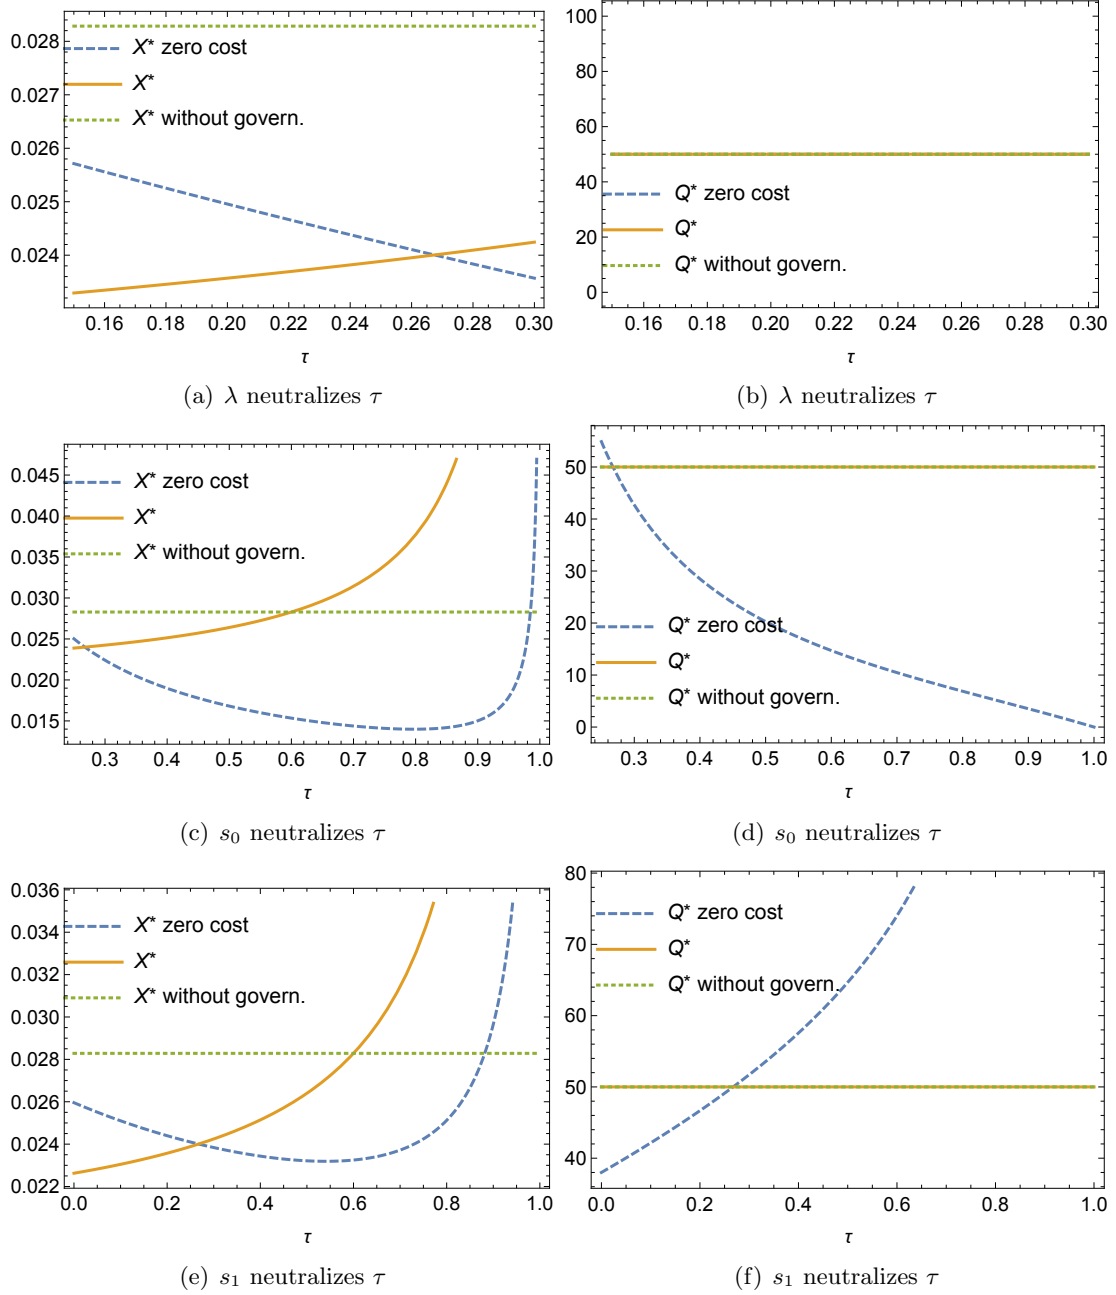 0.028
0.027
0.026
0.025
0.024
X* zero cost
X*
X* without govern.
0.16 0.18 0.20 0.22 0.24 0.26 0.28 0.30
τ
(a) λ neutralizes τ
100
80
60
40
20
0
Q* zero cost
Q*
Q* without govern.
0.16 0.18 0.20 0.22 0.24 0.26 0.28 0.30
τ
(b) λ neutralizes τ
0.045
0.040
0.035
0.030
0.025
0.020
0.015
X* zero cost
X*
X* without govern.
0.3 0.4 0.5 0.6 0.7 0.8 0.9 1.0
τ
(c) s₀ neutralizes τ
50
40
30
20
10
0
Q* zero cost
Q*
Q* without govern.
0.3 0.4 0.5 0.6 0.7 0.8 0.9 1.0
τ
(d) s₀ neutralizes τ
0.036
0.034
0.032
0.030
0.028
0.026
0.024
0.022
X* zero cost
X*
X* without govern.
0.0 0.2 0.4 0.6 0.8 1.0
τ
(e) s₁ neutralizes τ
80
70
60
50
40
Q* zero cost
Q*
Q* without govern.
0.0 0.2 0.4 0.6 0.8 1.0
τ
(f) s₁ neutralizes τ